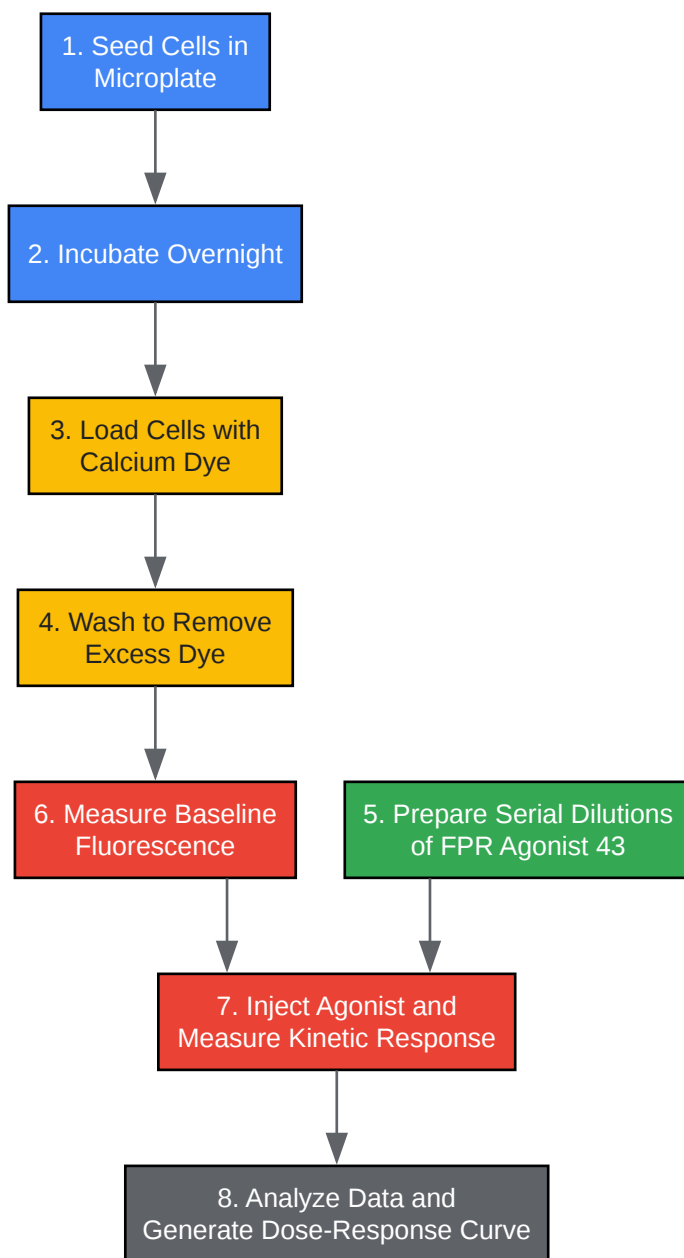 1. Seed Cells in
Microplate
2. Incubate Overnight
3. Load Cells with
Calcium Dye
4. Wash to Remove
Excess Dye
6. Measure Baseline
Fluorescence
5. Prepare Serial Dilutions
of FPR Agonist 43
7. Inject Agonist and
Measure Kinetic Response
8. Analyze Data and
Generate Dose-Response Curve